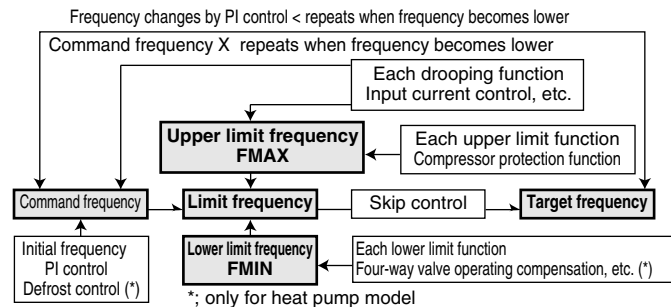 Frequency changes by PI control < repeats when frequency becomes lower
Command frequency X repeats when frequency becomes lower
Each drooping function
Input current control, etc.
Upper limit frequency
FMAX
Each upper limit function
Compressor protection function
Command frequency
Limit frequency
Skip control
Target frequency
Initial frequency
PI control
Defrost control (*)
Lower limit frequency
FMIN
Each lower limit function
Four-way valve operating compensation, etc. (*)
*; only for heat pump model